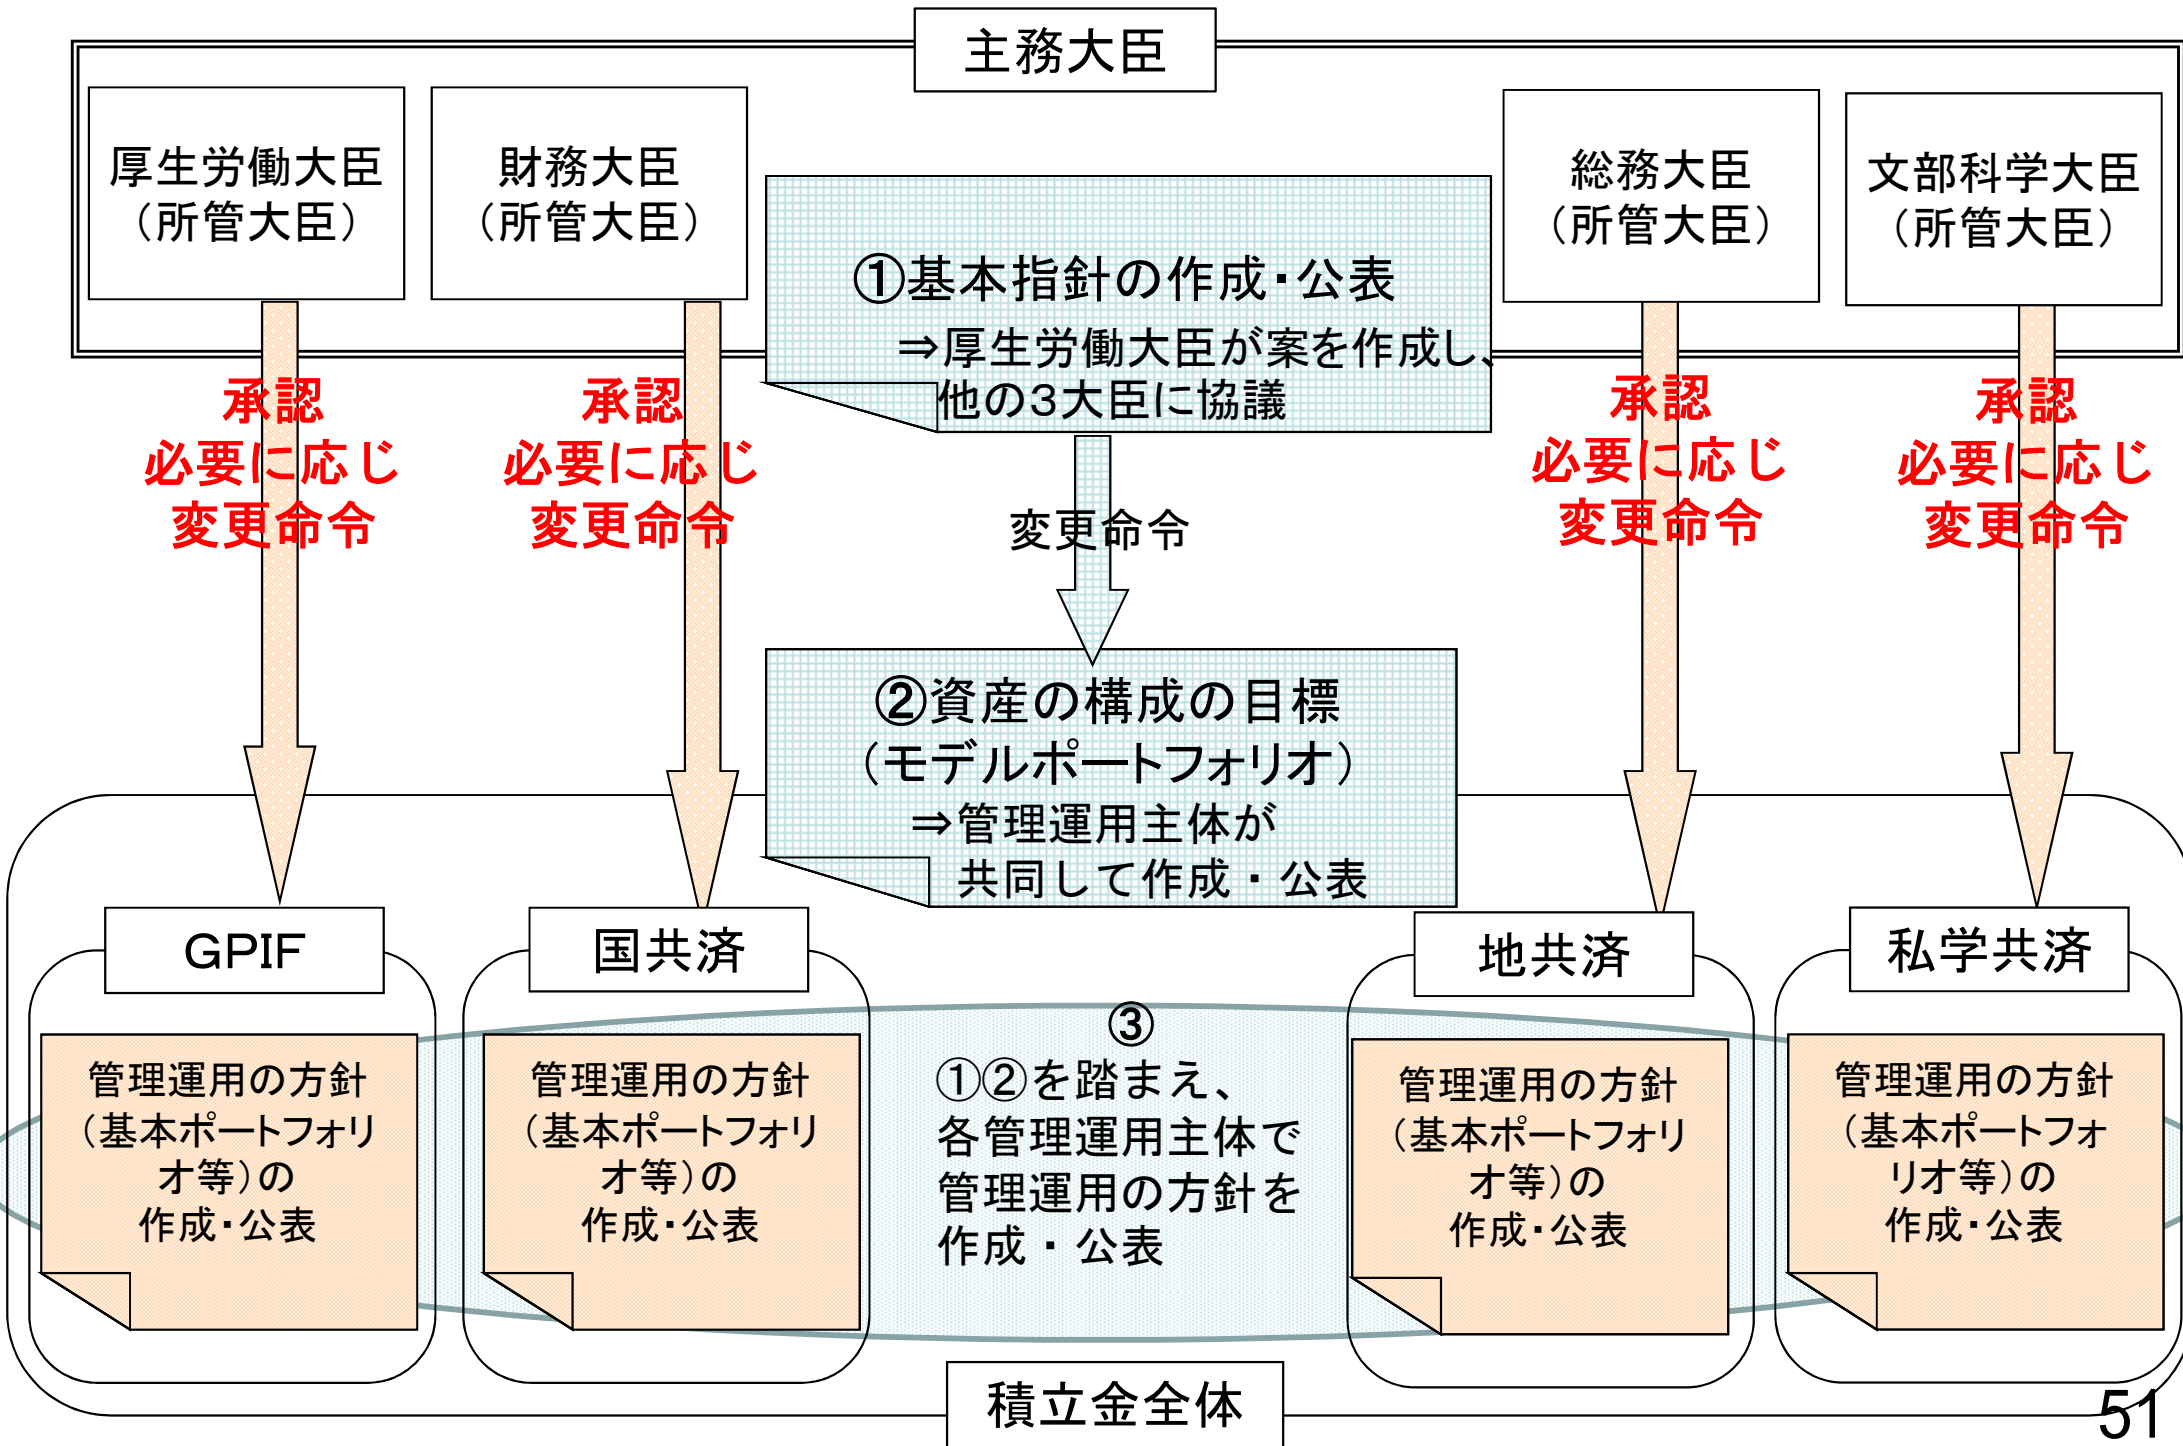 主務大臣
厚生労働大臣
（所管大臣）
財務大臣
（所管大臣）
①基本指針の作成・公表
⇒厚生労働大臣が案を作成し、
他の３大臣に協議
総務大臣
（所管大臣）
文部科学大臣
（所管大臣）
承認
必要に応じ
変更命令
承認
必要に応じ
変更命令
変更命令
承認
必要に応じ
変更命令
承認
必要に応じ
変更命令
②資産の構成の目標
（モデルポートフォリオ）
⇒管理運用主体が
共同して作成・公表
GPIF
管理運用の方針
（基本ポートフォリ
オ等）の
作成・公表
国共済
管理運用の方針
（基本ポートフォリ
オ等）の
作成・公表
③
①②を踏まえ、
各管理運用主体で
管理運用の方針を
作成・公表
地共済
管理運用の方針
（基本ポートフォリ
オ等）の
作成・公表
私学共済
管理運用の方針
（基本ポートフォ
リオ等）の
作成・公表
積立金全体
51